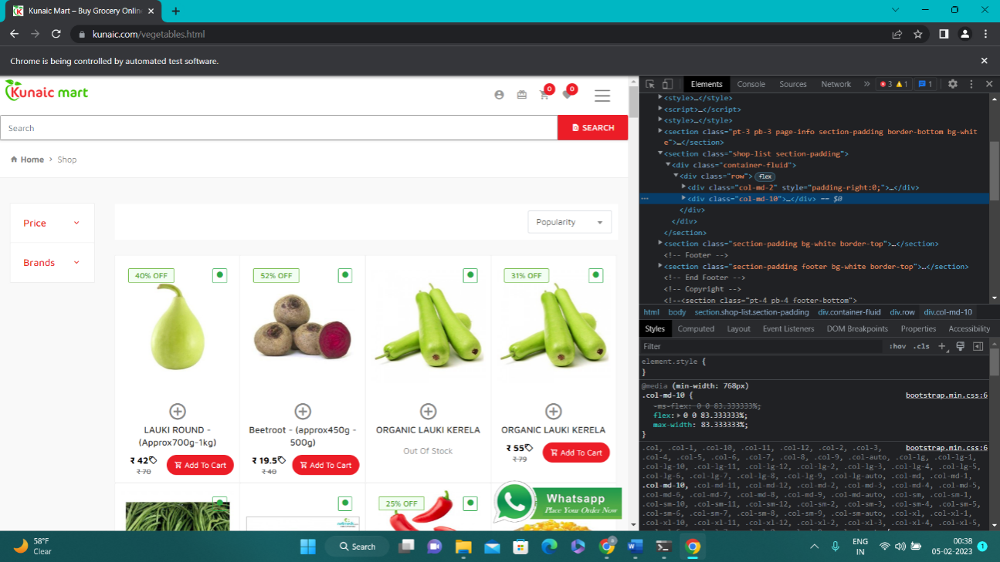 Kunaic Mart – Buy Grocery Online
kunaic.com/vegetables.html
Chrome is being controlled by automated test software.
Kunaic mart
0
0
Search
SEARCH
Home > Shop
Price
Brands
Popularity
40% OFF
52% OFF
31% OFF
LAUKI ROUND -
(Approx700g-1kg)
₹ 42
₹ 70
Add To Cart
Beetroot - (approx450g -
500g)
₹ 19.5
₹ 40
Add To Cart
ORGANIC LAUKI KERELA
Out Of Stock
ORGANIC LAUKI KERELA
₹ 55
₹ 79
Add To Cart
25% OFF
Whatsapp
Place Your Order Now
Elements Console Sources Network » 3 1 1
<style>…</style>
<script>…</script>
<style>…</style>
<section class="pt-3 pb-3 page-info section-padding border-bottom bg-whit
e">…</section>
<section class="shop-list section-padding">
<div class="container-fluid">
<div class="row"> flex
<div class="col-md-2" style="padding-right:0;">…</div>
… <div class="col-md-10">…</div> == $0
</div>
</div>
</section>
<section class="section-padding bg-white border-top">…</section>
<!-- Footer -->
<section class="section-padding footer bg-white border-top">…</section>
<!-- End Footer -->
<!-- Copyright -->
<!--<section class="pt-4 pb-4 footer-bottom">
html body section.shop-list.section-padding div.container-fluid div.row div.col-md-10
Styles Computed Layout Event Listeners DOM Breakpoints Properties Accessibility
Filter
:hov .cls
element.style {
}
@media (min-width: 768px)
.col-md-10 { bootstrap.min.css:6
-ms-flex: 0 0 83.333333%;
flex: 0 0 83.333333%;
max-width: 83.333333%;
}
.col, .col-1, .col-10, .col-11, .col-12, .col-2, .col-3, bootstrap.min.css:6
.col-4, .col-5, .col-6, .col-7, .col-8, .col-9, .col-auto, .col-lg, .col-lg-1,
.col-lg-10, .col-lg-11, .col-lg-12, .col-lg-2, .col-lg-3, .col-lg-4, .col-lg-5,
.col-lg-6, .col-lg-7, .col-lg-8, .col-lg-9, .col-lg-auto, .col-md, .col-md-1,
.col-md-10, .col-md-11, .col-md-12, .col-md-2, .col-md-3, .col-md-4, .col-md-5,
.col-md-6, .col-md-7, .col-md-8, .col-md-9, .col-md-auto, .col-sm, .col-sm-1,
.col-sm-10, .col-sm-11, .col-sm-12, .col-sm-2, .col-sm-3, .col-sm-4, .col-sm-5,
.col-sm-6, .col-sm-7, .col-sm-8, .col-sm-9, .col-sm-auto, .col-xl, .col-xl-1,
.col-xl-10, .col-xl-11, .col-xl-12, .col-xl-2, .col-xl-3, .col-xl-4, .col-xl-5,
58°F
Clear
Search
ENG
IN
00:38
05-02-2023
1